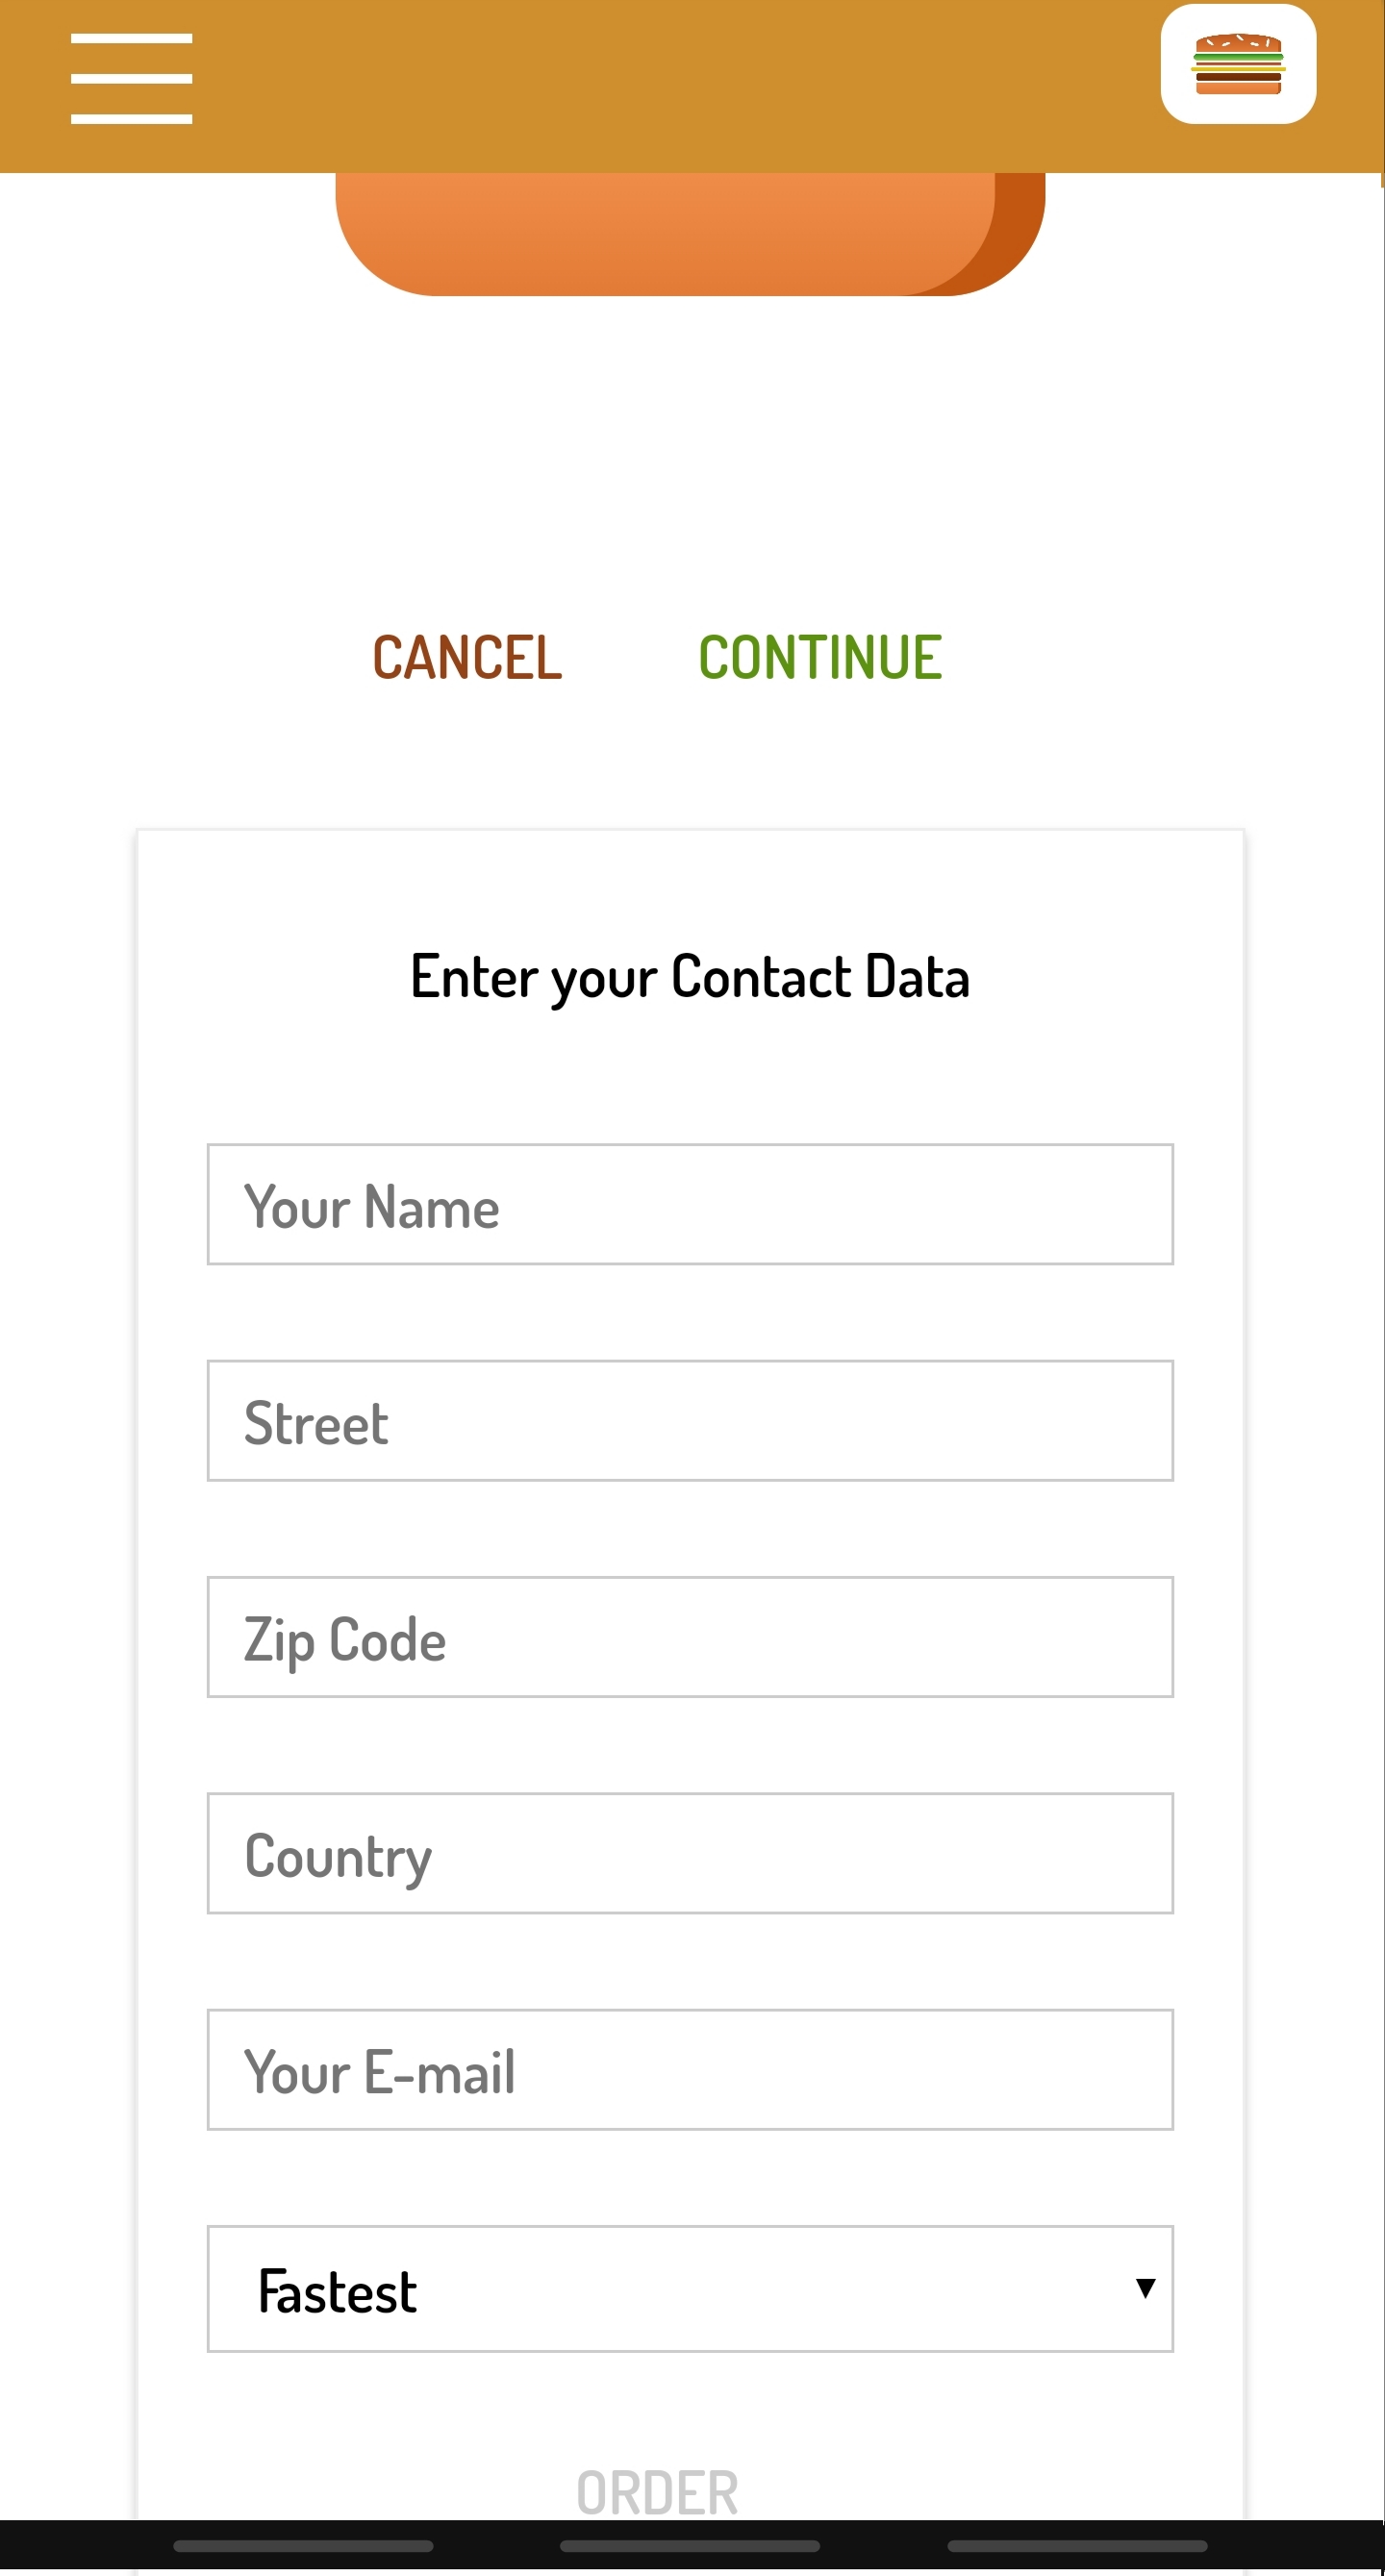 CANCEL CONTINUE
Enter your Contact Data
Your Name
Street
Zip Code
Country
Your E-mail
Fastest
ORDER